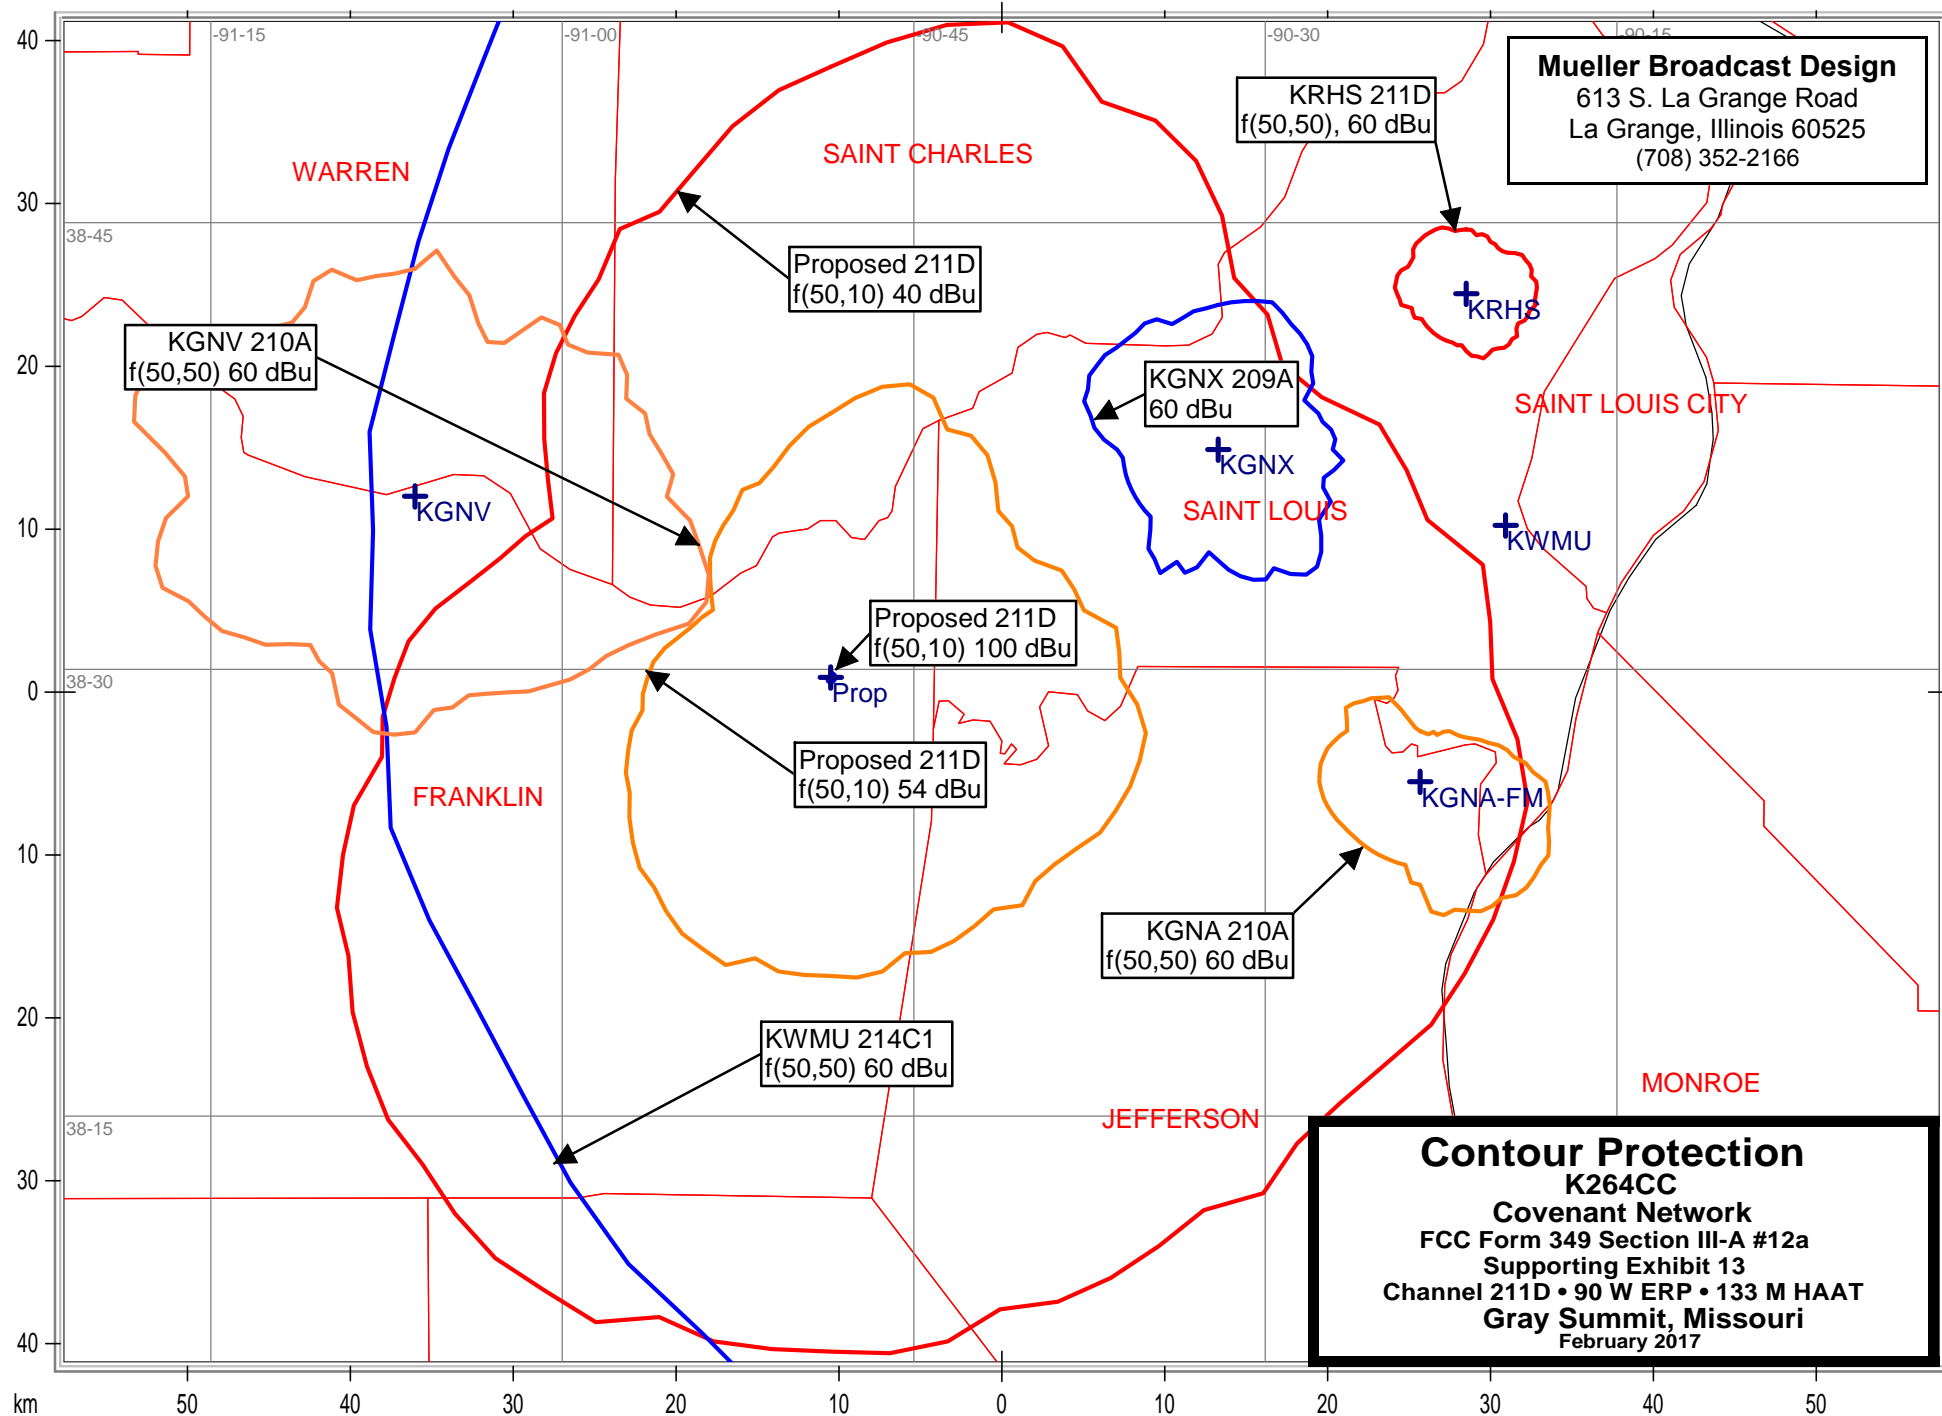 40
-91-15
-91-00
-90-45
-90-30
-90-15
Mueller Broadcast Design
613 S. La Grange Road
La Grange, Illinois 60525
(708) 352-2166
KRHS 211D
f(50,50), 60 dBu
WARREN
SAINT CHARLES
30
38-45
Proposed 211D
f(50,10) 40 dBu
KRHS
KGNV 210A
f(50,50) 60 dBu
20
KGNX 209A
60 dBu
SAINT LOUIS CITY
KGNX
KGNV
SAINT LOUIS
10
KWMU
Proposed 211D
f(50,10) 100 dBu
38-30
0
Prop
Proposed 211D
f(50,10) 54 dBu
FRANKLIN
KGNA-FM
10
KGNA 210A
f(50,50) 60 dBu
20
KWMU 214C1
f(50,50) 60 dBu
MONROE
JEFFERSON
38-15
30
Contour Protection
K264CC
Covenant Network
FCC Form 349 Section III-A #12a
Supporting Exhibit 13
Channel 211D • 90 W ERP • 133 M HAAT
Gray Summit, Missouri
February 2017
40
km 50 40 30 20 10 0 10 20 30 40 50